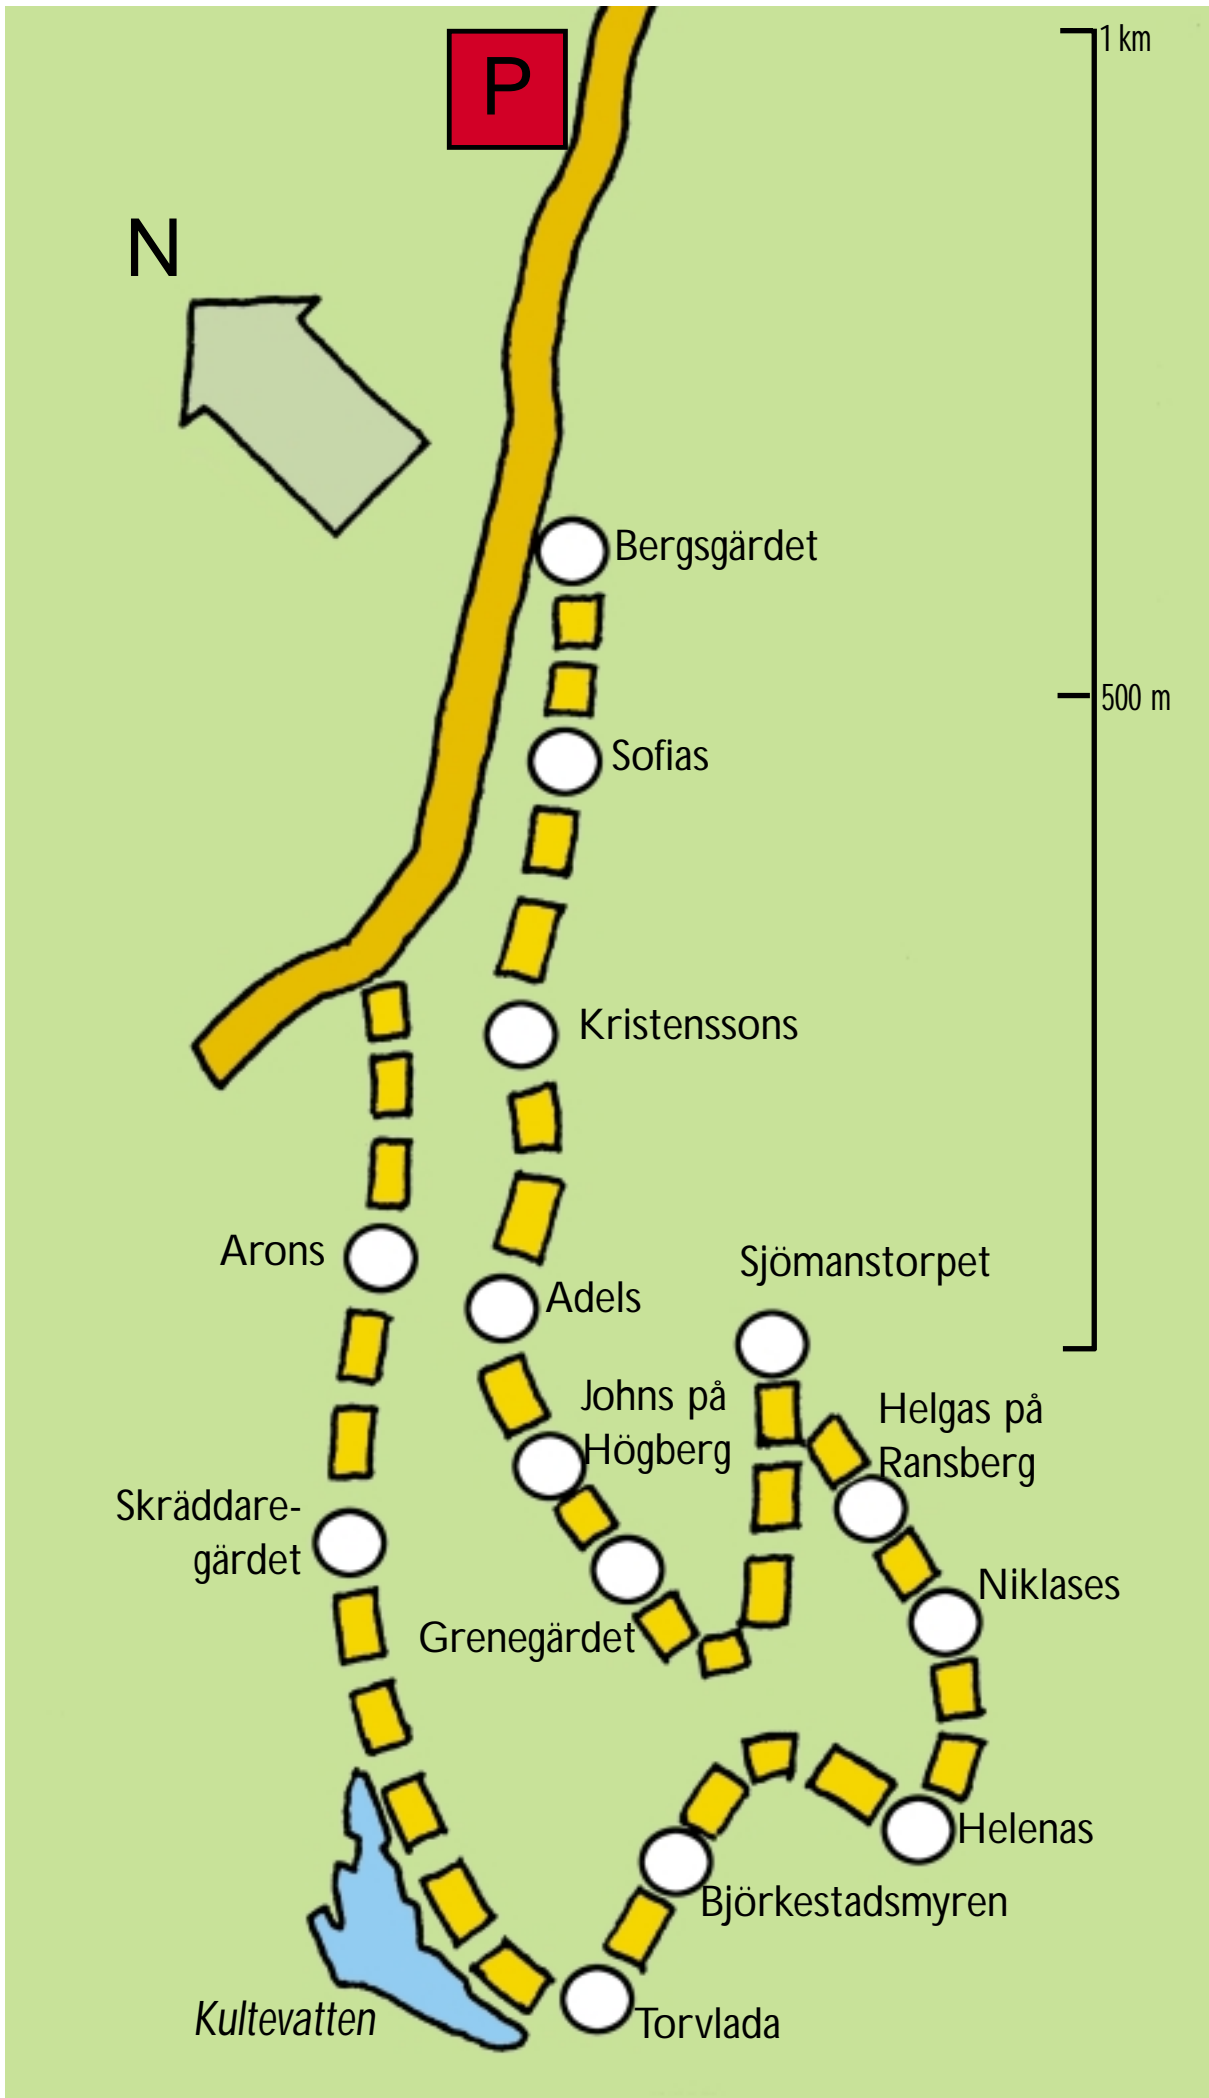 P
1 km
N
Bergsgärdet
500 m
Sofias
Kristenssons
Arons
Sjömanstorpet
Adels
Johns på
Högberg
Helgas på
Ransberg
Skräddare-
gärdet
Niklases
Grenegärdet
Helenas
Björkestadsmyren
Kultevatten
Torvlada